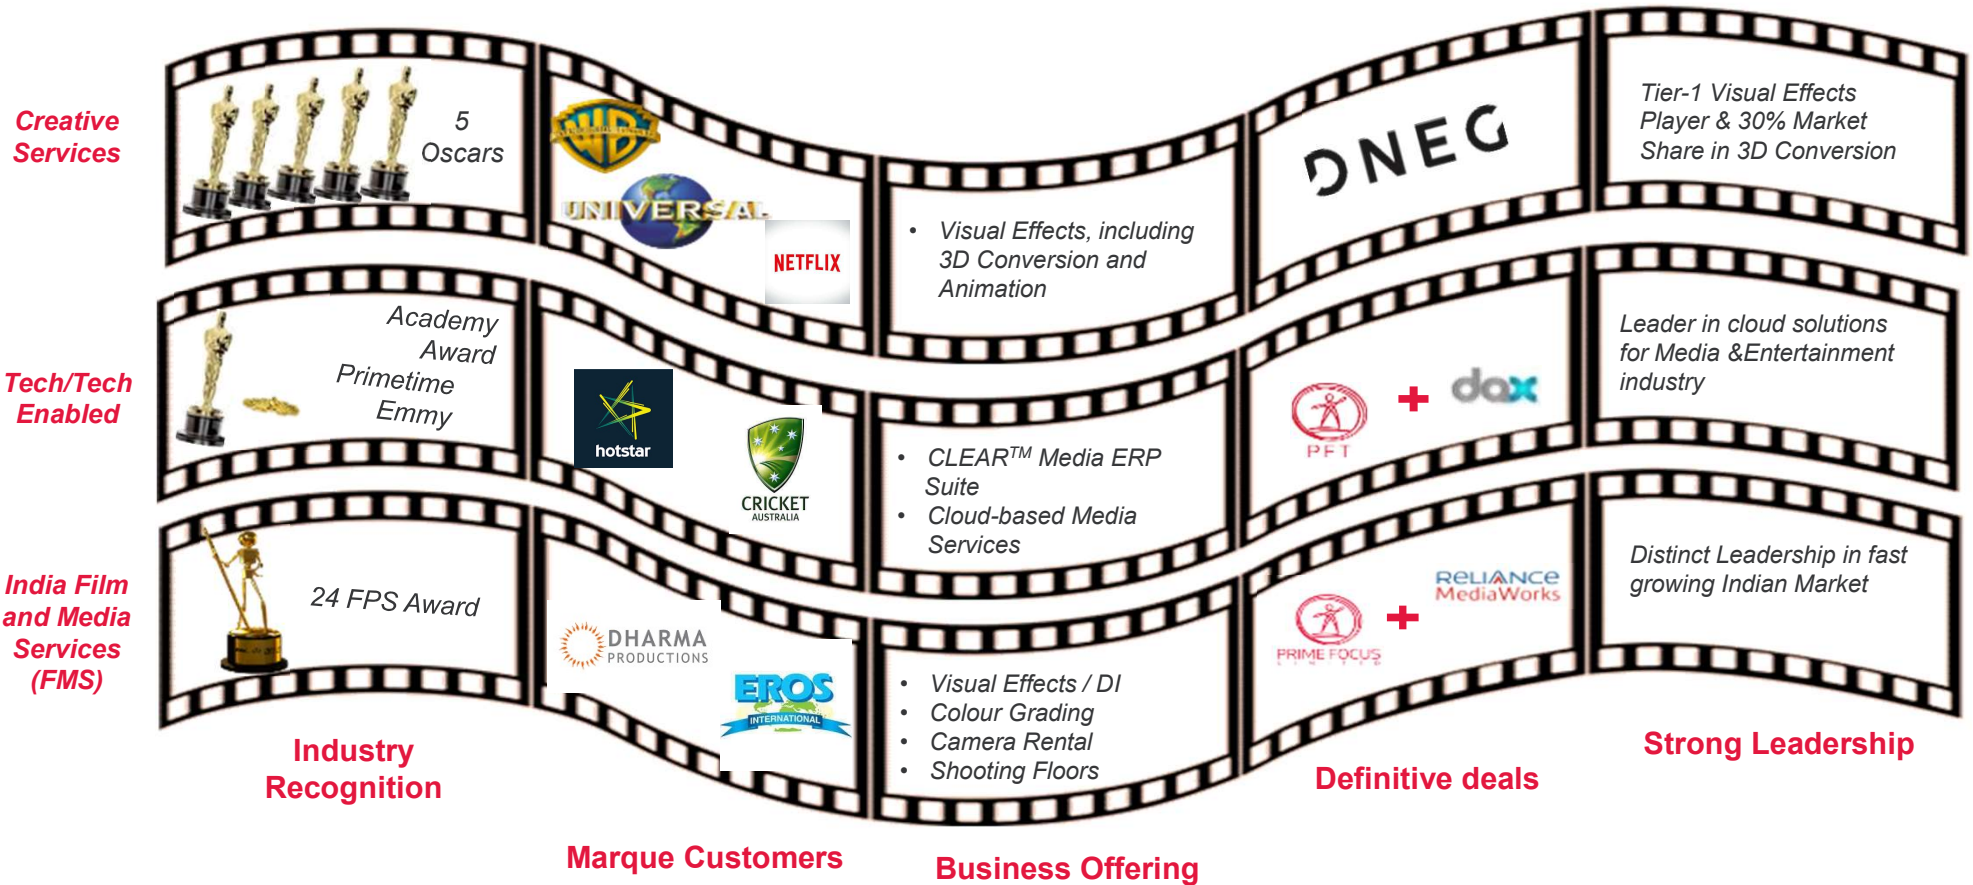 Creative
Services
5
Oscars
WB
UNIVERSAL
NETFLIX
• Visual Effects, including
3D Conversion and
Animation
DNEG
Tier-1 Visual Effects
Player & 30% Market
Share in 3D Conversion
Tech/Tech
Enabled
Academy
Award
Primetime
Emmy
hotstar
CRICKET
AUSTRALIA
• CLEAR™ Media ERP
Suite
• Cloud-based Media
Services
PFT
+
dax
Leader in cloud solutions
for Media &Entertainment
industry
India Film
and Media
Services
(FMS)
24 FPS Award
DHARMA
PRODUCTIONS
EROS
INTERNATIONAL
• Visual Effects / DI
• Colour Grading
• Camera Rental
• Shooting Floors
PRIME FOCUS
LIMITED
+
RELIANCE
MediaWorks
Distinct Leadership in fast
growing Indian Market
Industry
Recognition
Marque Customers
Business Offering
Definitive deals
Strong Leadership